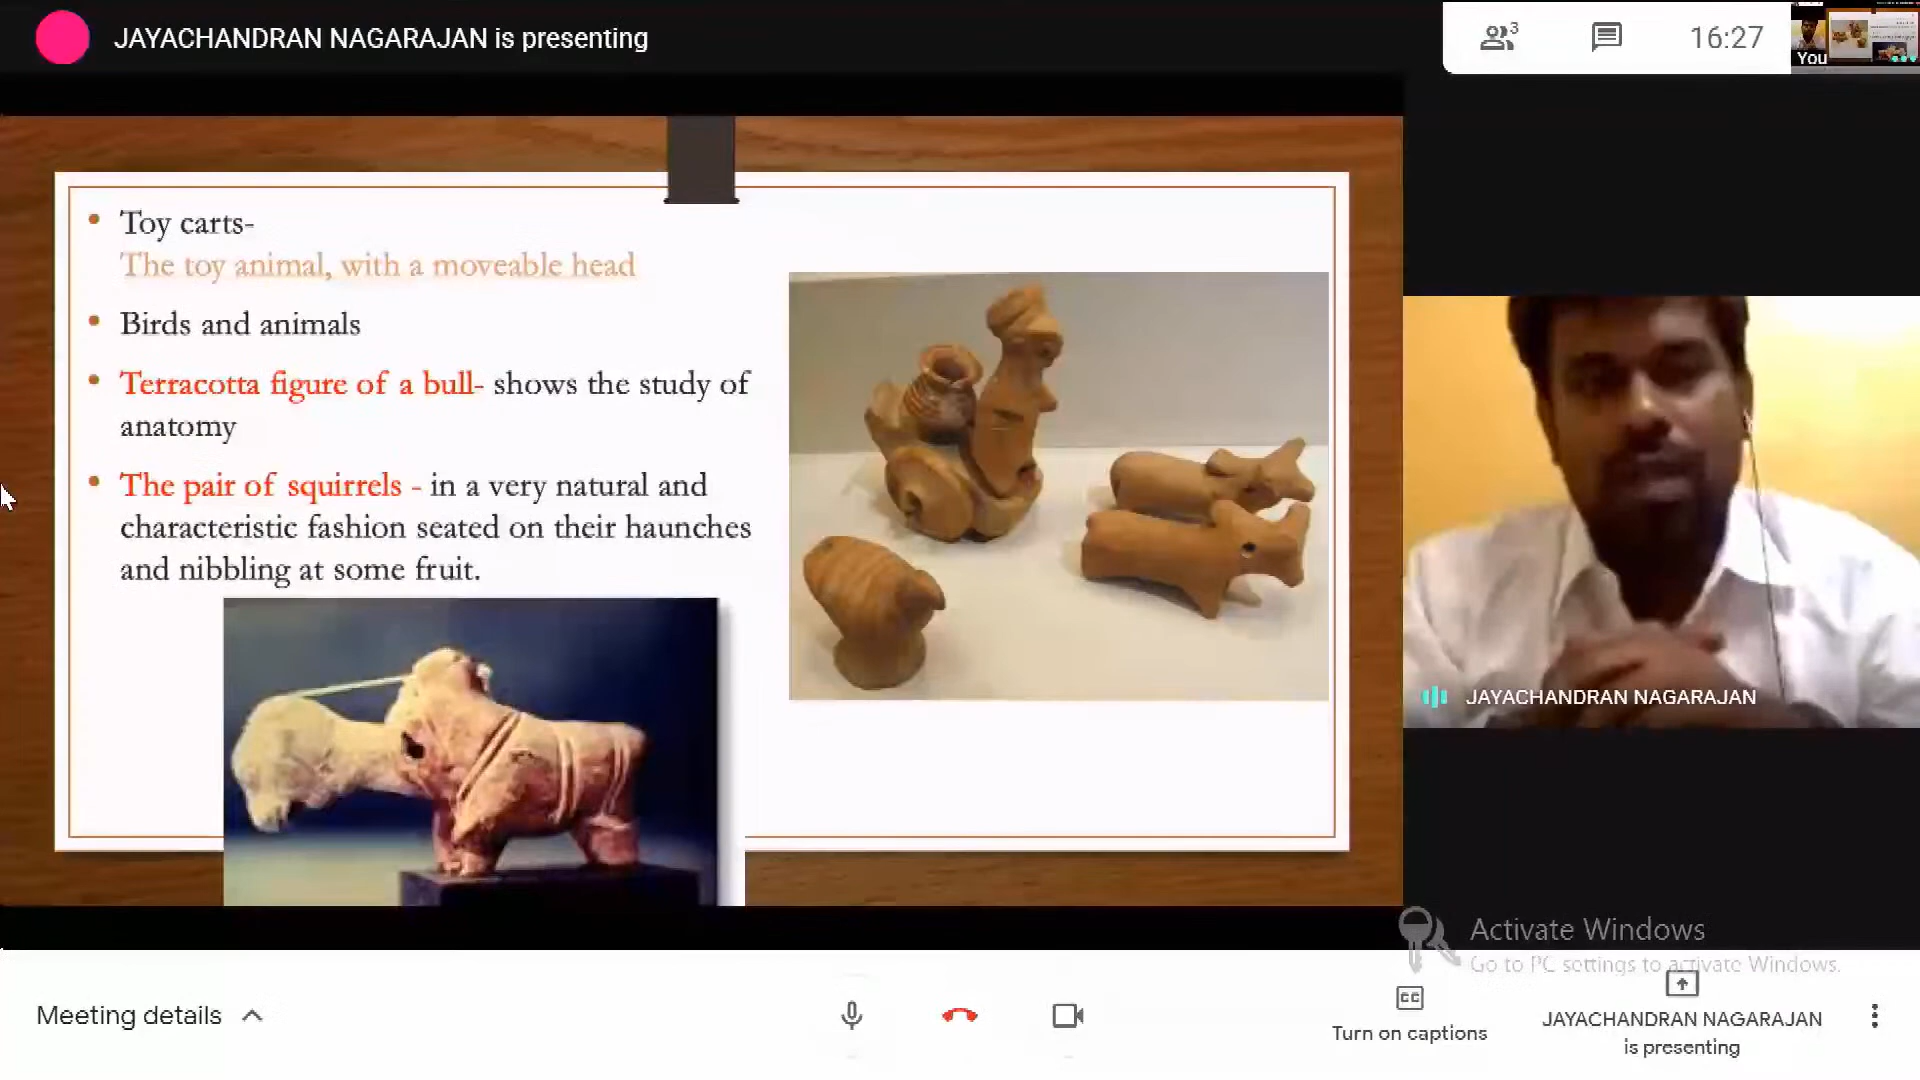 JAYACHANDRAN NAGARAJAN is presenting
3
16:27
You
• Toy carts-
The toy animal, with a moveable head
• Birds and animals
• Terracotta figure of a bull- shows the study of
anatomy
• The pair of squirrels - in a very natural and
characteristic fashion seated on their haunches
and nibbling at some fruit.
JAYACHANDRAN NAGARAJAN
Activate Windows
Go to PC settings to activate Windows.
Meeting details
CC
Turn on captions
JAYACHANDRAN NAGARAJAN
is presenting